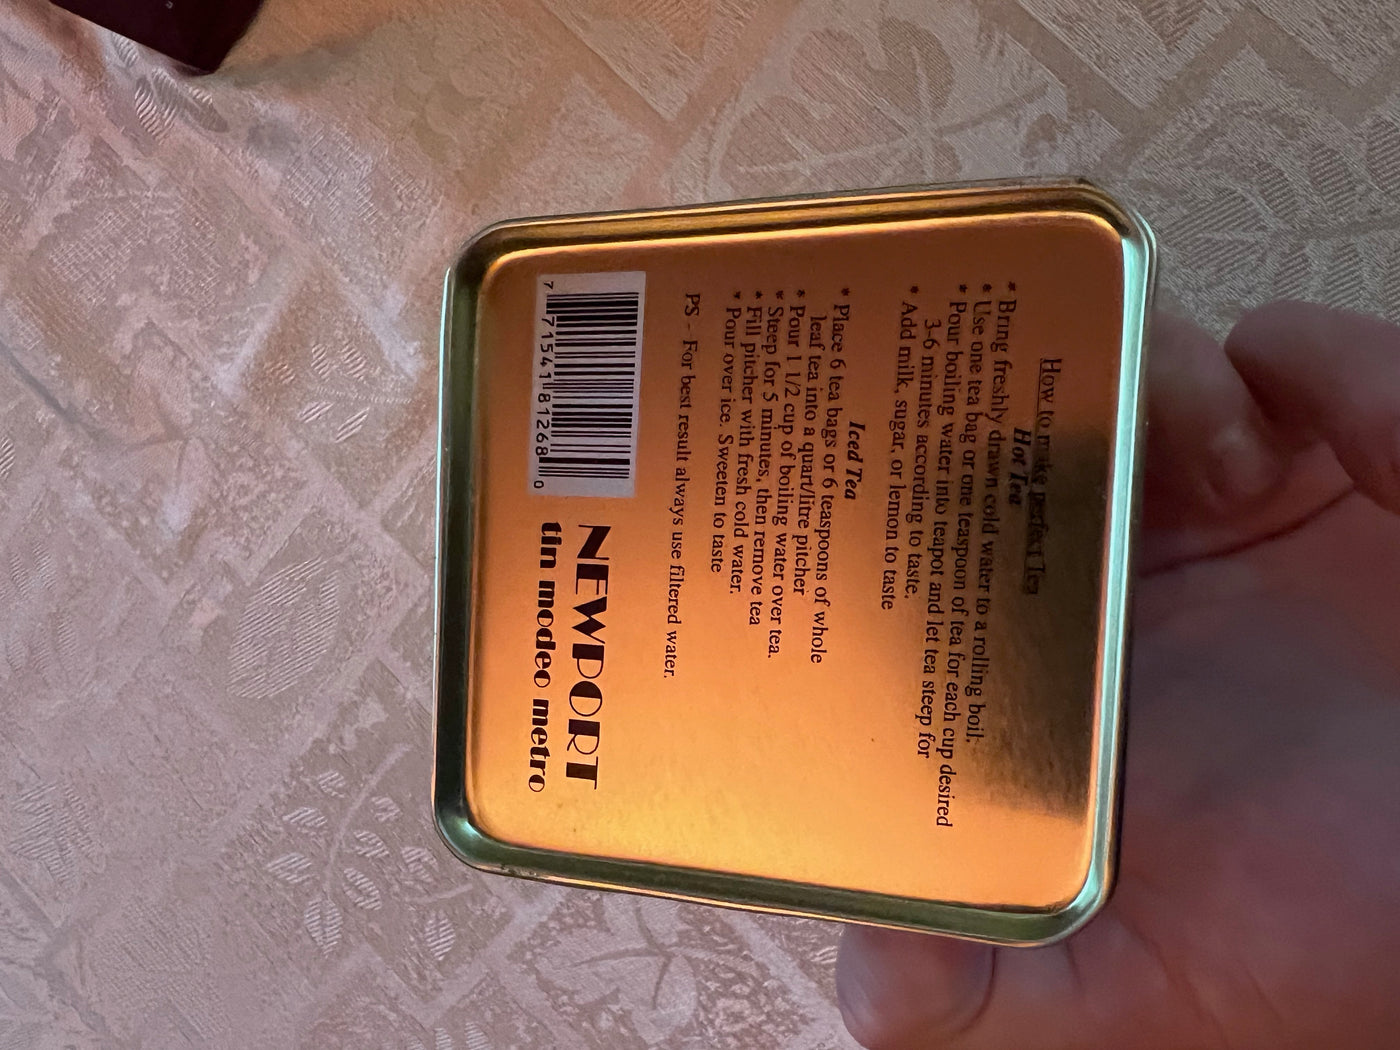 How to make perfect Tea
Hot Tea
* Bring freshly drawn cold water to a rolling boil.
* Use one tea bag or one teaspoon of tea for each cup desired
* Pour boiling water into teapot and let tea steep for
3-6 minutes according to taste.
* Add milk, sugar, or lemon to taste
Iced Tea
* Place 6 tea bags or 6 teaspoons of whole
leaf tea into a quart/litre pitcher
* Pour 1 1/2 cup of boiling water over tea.
* Steep for 5 minutes, then remove tea
* Fill pitcher with fresh cold water.
* Pour over ice. Sweeten to taste
PS - For best result always use filtered water.
7 71541 81268 0
NEWPORT
tin modeo metro